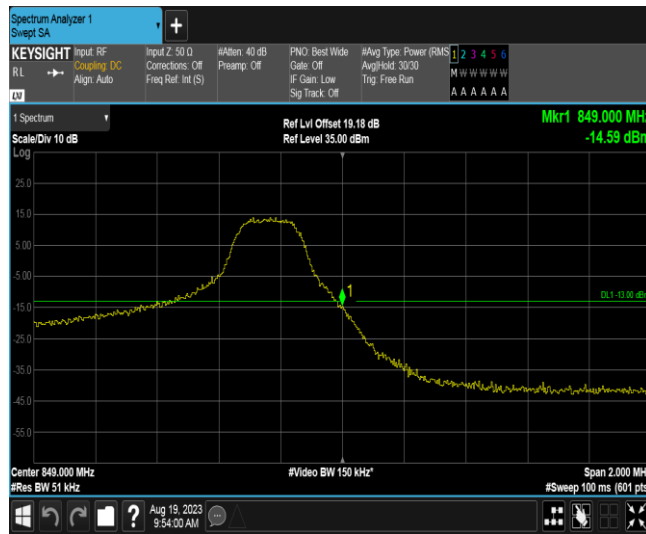 Spectrum Analyzer 1
Swept SA
+
KEYSIGHT
RL
LXI
Input: RF
Coupling: DC
Align: Auto
Input Z: 50 Ω
Corrections: Off
Freq Ref: Int (S)
#Atten: 40 dB
Preamp: Off
PNO: Best Wide
Gate: Off
IF Gain: Low
Sig Track: Off
#Avg Type: Power (RMS
Avg|Hold: 30/30
Trig: Free Run
1 2 3 4 5 6
M W W W W W
A A A A A A
1 Spectrum
Scale/Div 10 dB
Ref Lvl Offset 19.18 dB
Ref Level 35.00 dBm
Mkr1 849.000 MHz
-14.59 dBm
Log
25.0
15.0
5.00
-5.00
-15.0
-25.0
-35.0
-45.0
-55.0
1
DL1 -13.00 dBm
Center 849.000 MHz
#Res BW 51 kHz
#Video BW 150 kHz*
Span 2.000 MHz
#Sweep 100 ms (601 pts)
?
Aug 19, 2023
9:54:00 AM